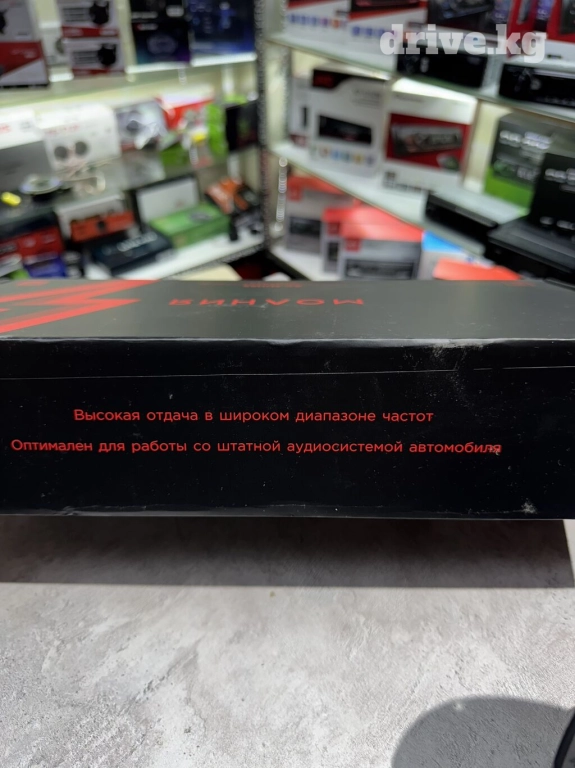 drive.kg
МОЛНИЯ
Высокая отдача в широком диапазоне частот
Оптимален для работы со штатной аудиосистемой автомобиля